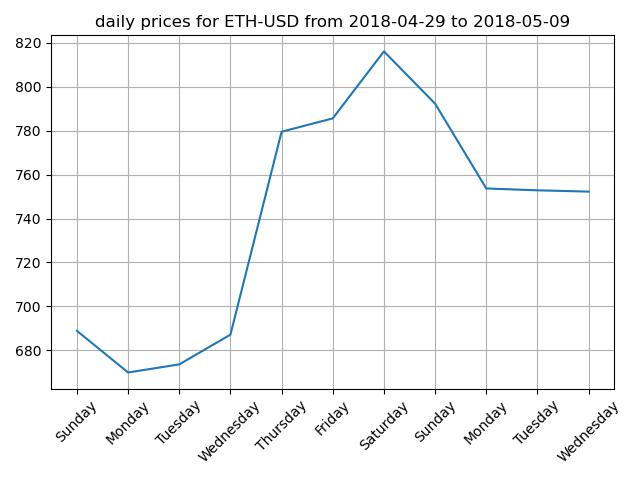 daily prices for ETH-USD from 2018-04-29 to 2018-05-09
820
800
780
760
740
720
700
680
Sunday
Monday
Tuesday
Wednesday
Thursday
Friday
Saturday
Sunday
Monday
Tuesday
Wednesday